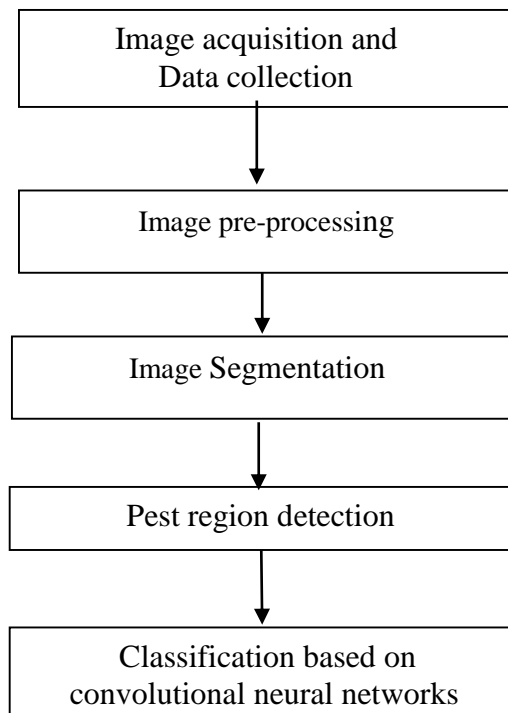 Image acquisition and
Data collection
Image pre-processing
Image Segmentation
Pest region detection
Classification based on
convolutional neural networks